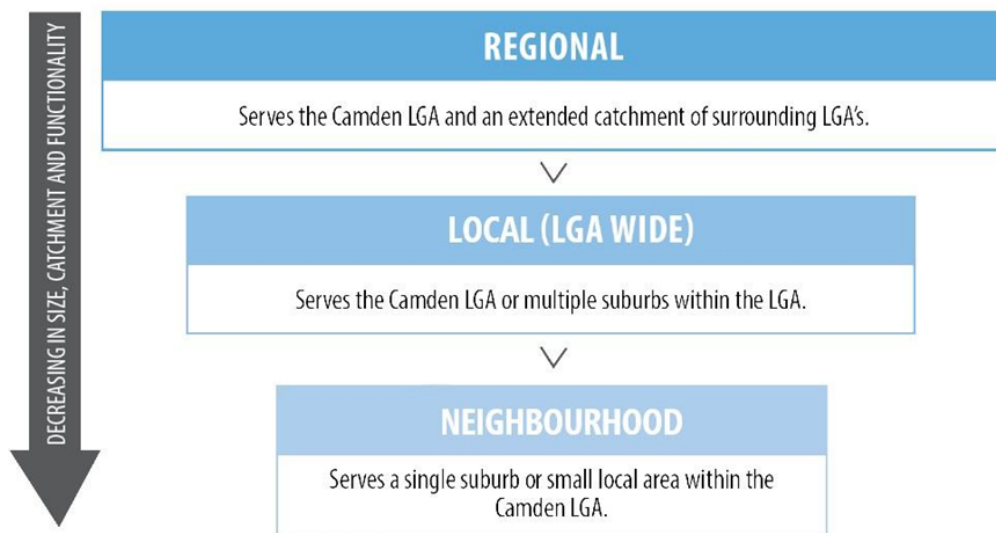 DECREASING IN SIZE, CATCHMENT AND FUNCTIONALITY
REGIONAL
Serves the Camden LGA and an extended catchment of surrounding LGA's.
LOCAL (LGA WIDE)
Serves the Camden LGA or multiple suburbs within the LGA.
NEIGHBOURHOOD
Serves a single suburb or small local area within the
Camden LGA.